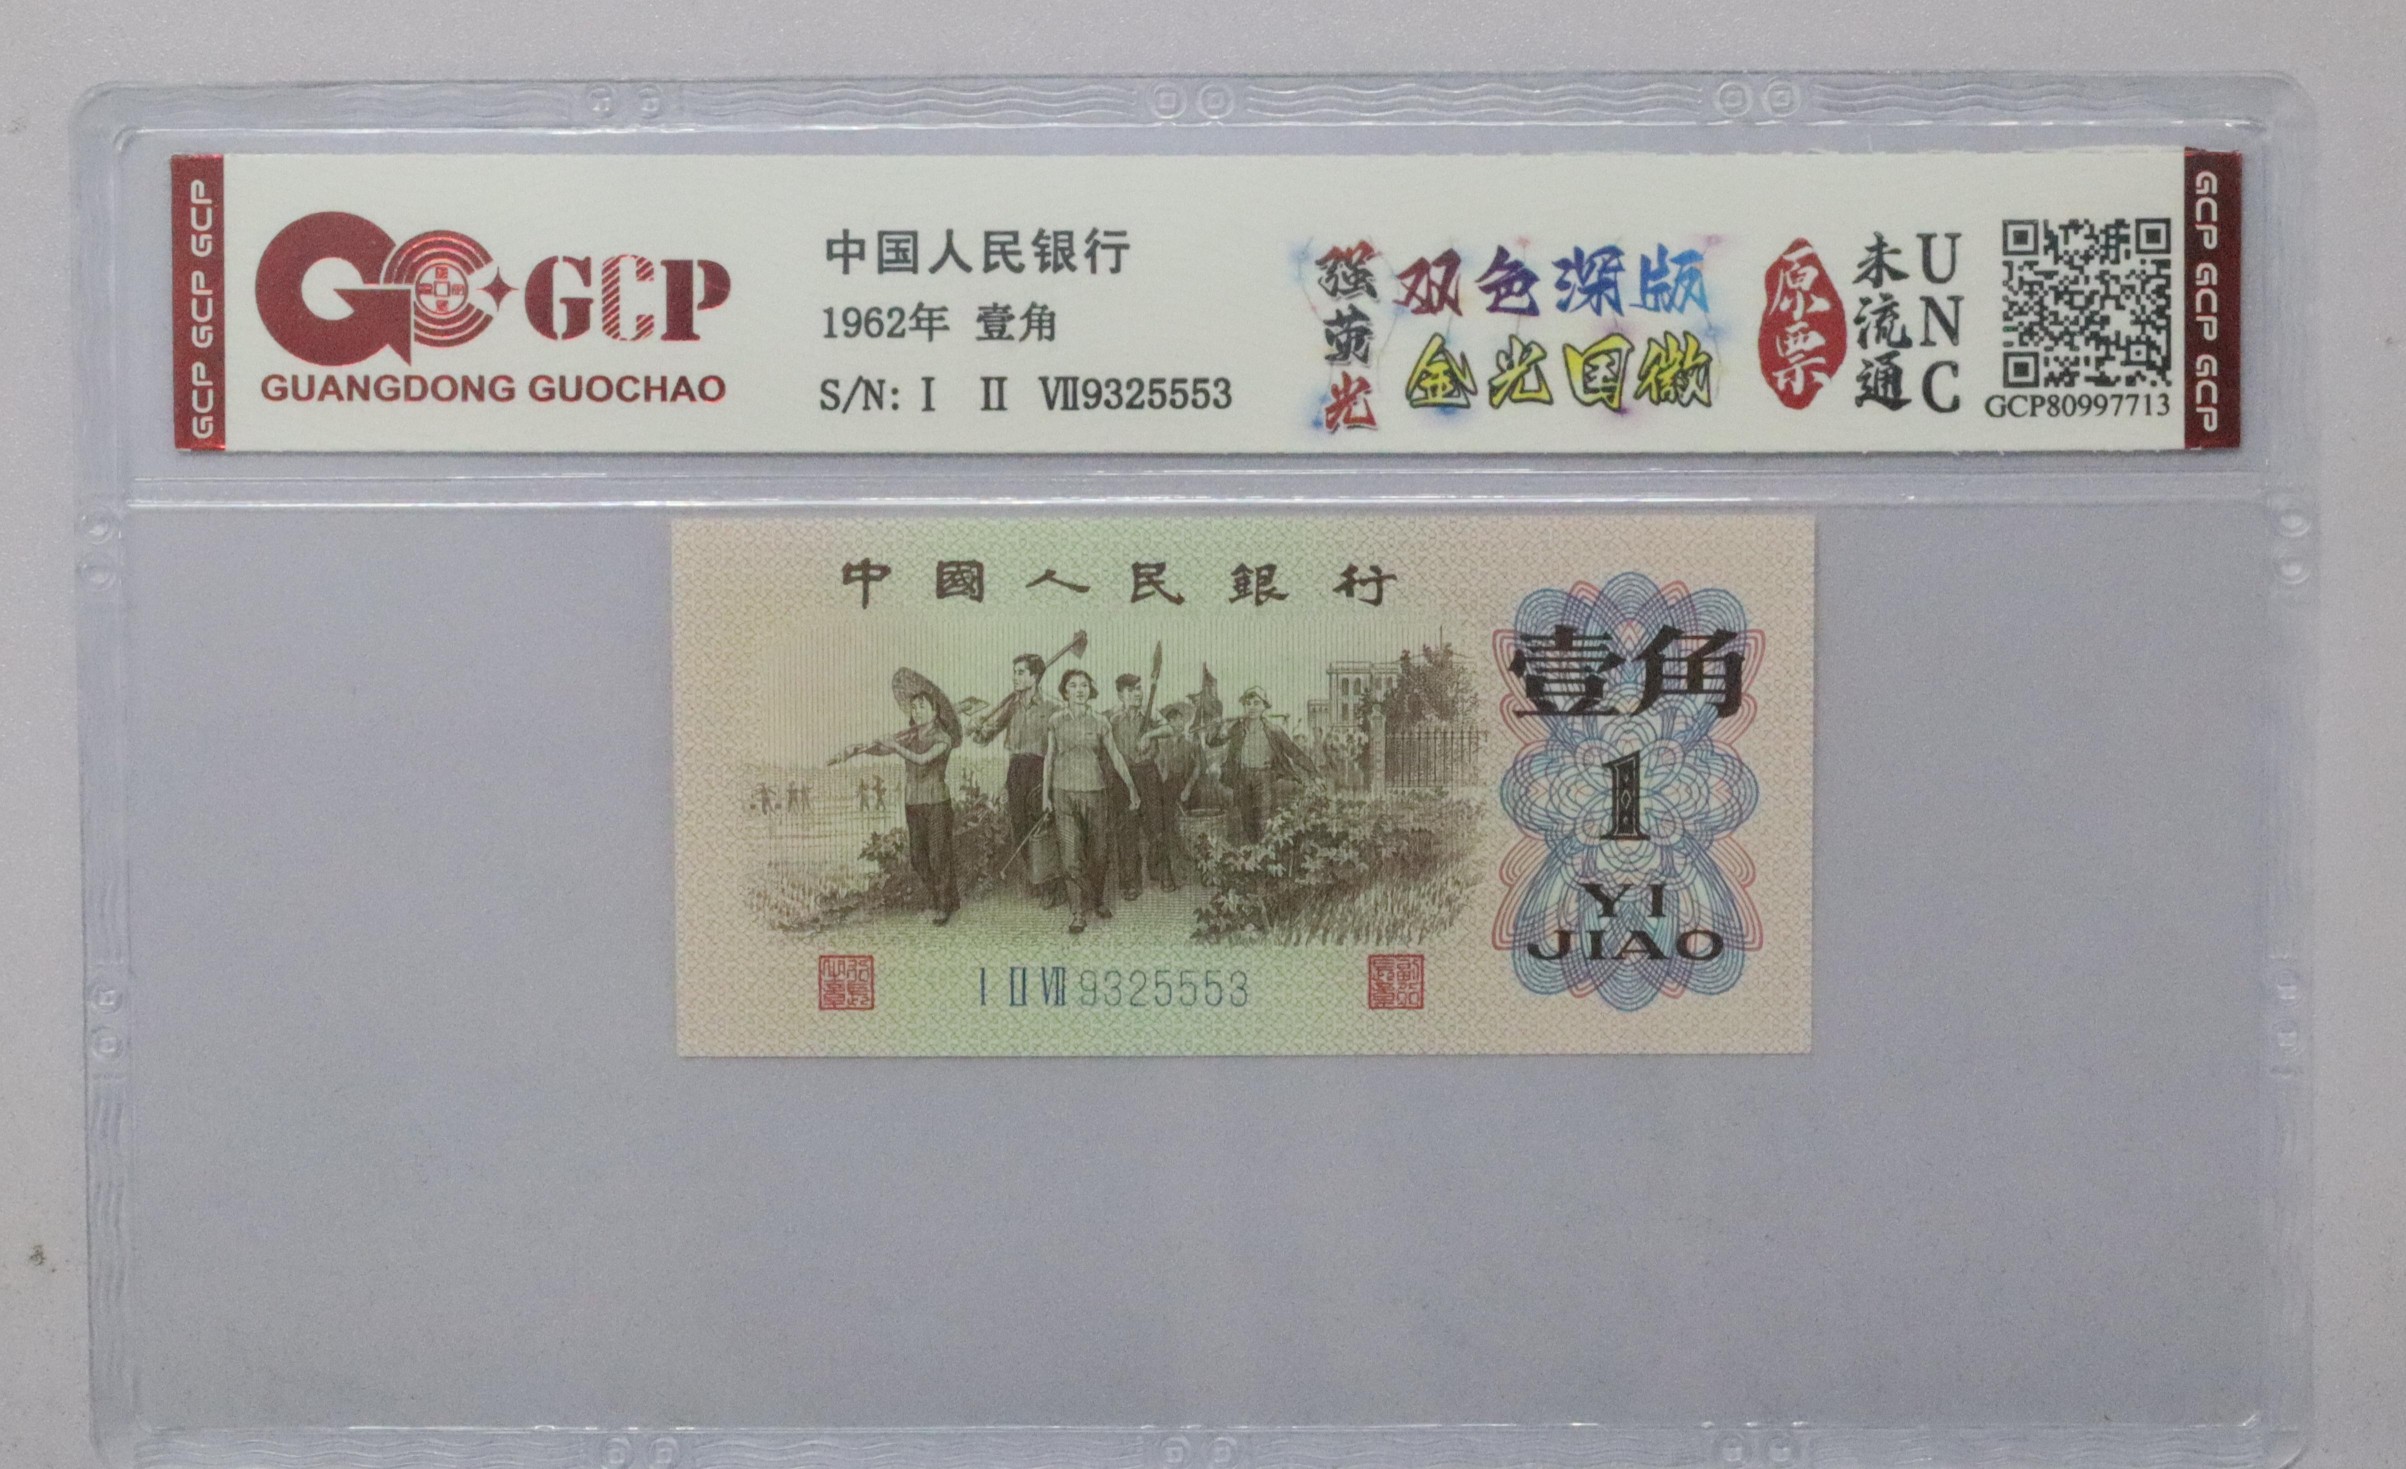 GCP GCP GCP GCP
GCP
GUANGDONG GUOCHAO
中国人民银行
1962年 壹角
S/N: Ⅰ Ⅱ Ⅶ9325553
强荧光
双色深版
金光国徽
原票
未流通
UNC
GCP80997713
GCP GCP GCP GCP
中國人民銀行
壹角
1
YI
JIAO
Ⅰ Ⅱ Ⅶ 9325553